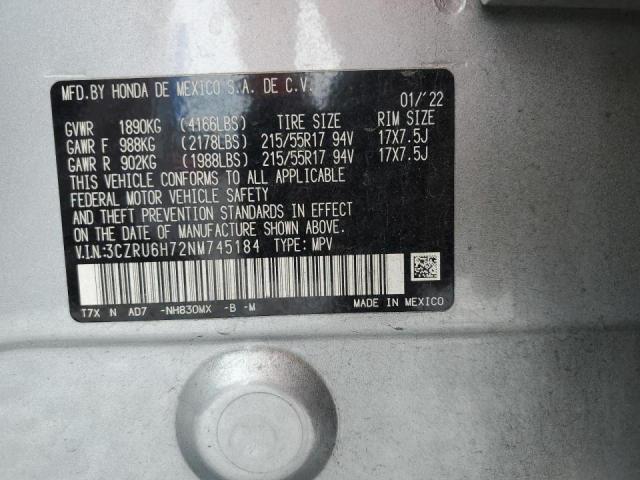 MFD. BY HONDA DE MEXICO S.A. DE C.V. 01/'22
GVWR 1890KG (4166LBS) TIRE SIZE RIM SIZE
GAWR F 988KG (2178LBS) 215/55R17 94V 17X7.5J
GAWR R 902KG (1988LBS) 215/55R17 94V 17X7.5J
THIS VEHICLE CONFORMS TO ALL APPLICABLE
FEDERAL MOTOR VEHICLE SAFETY
AND THEFT PREVENTION STANDARDS IN EFFECT
ON THE DATE OF MANUFACTURE SHOWN ABOVE.
V.I.N:3CZRU6H72NM745184 TYPE: MPV
T7X N AD7 -NH830MX -B -M MADE IN MEXICO